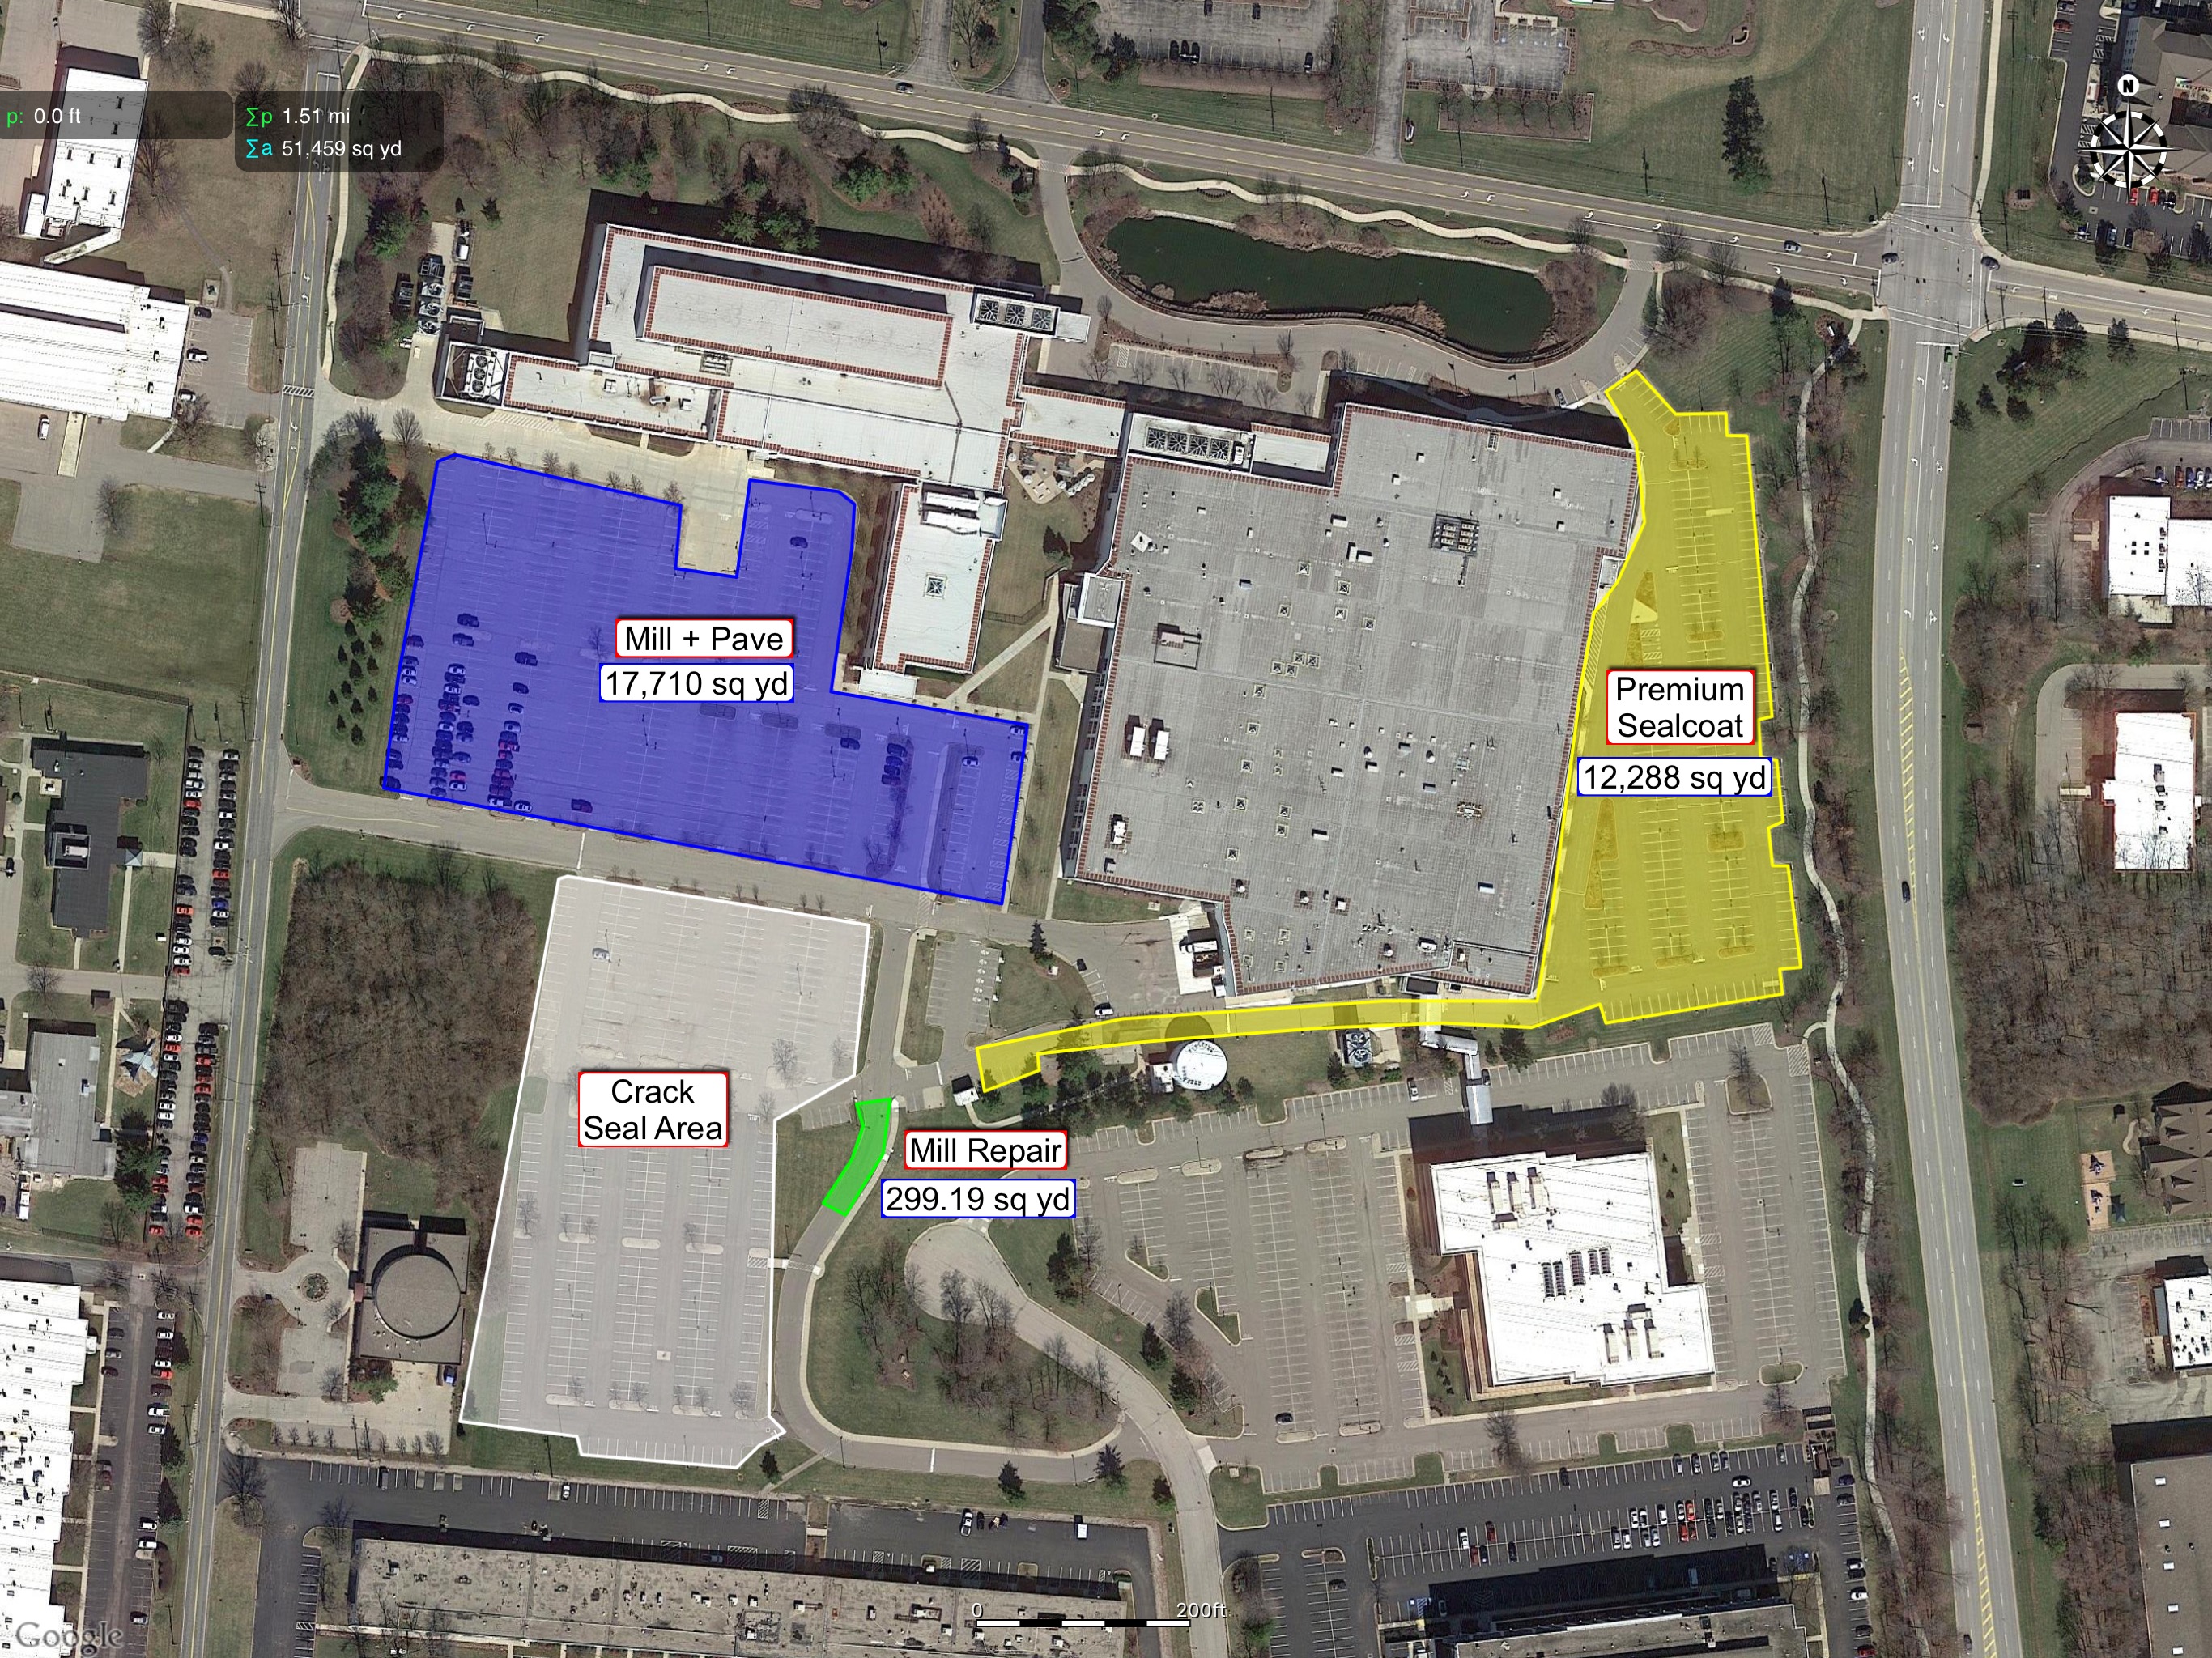 p: 0.0 ft
∑p 1.51 mi
∑a 51,459 sq yd
N
Mill + Pave
17,710 sq yd
Premium
Sealcoat
12,288 sq yd
Crack
Seal Area
Mill Repair
299.19 sq yd
0 200ft
Google